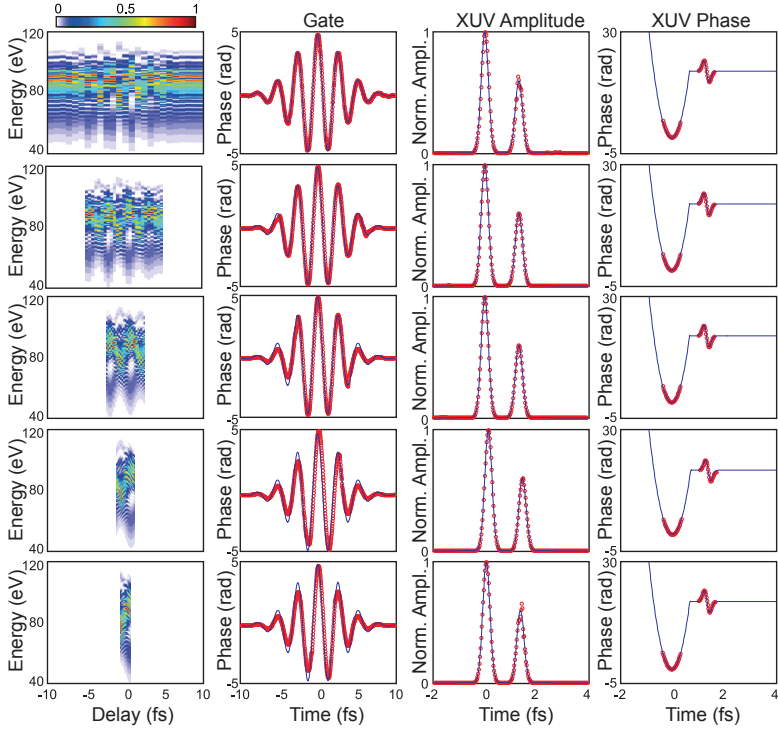 0 0.5 1
Gate XUV Amplitude XUV Phase
120 80 40 Energy (eV)
5 -5 Phase (rad)
1 0 Norm. Ampl.
30 -5 Phase (rad)
120 80 40 Energy (eV)
5 -5 Phase (rad)
1 0 Norm. Ampl.
30 -5 Phase (rad)
120 80 40 Energy (eV)
5 -5 Phase (rad)
1 0 Norm. Ampl.
30 -5 Phase (rad)
120 80 40 Energy (eV)
5 -5 Phase (rad)
1 0 Norm. Ampl.
30 -5 Phase (rad)
120 80 40 Energy (eV)
5 -5 Phase (rad)
1 0 Norm. Ampl.
30 -5 Phase (rad)
-10 -5 0 5 10
-10 -5 0 5 10
-2 0 2 4
-2 0 2 4
Delay (fs) Time (fs) Time (fs) Time (fs)